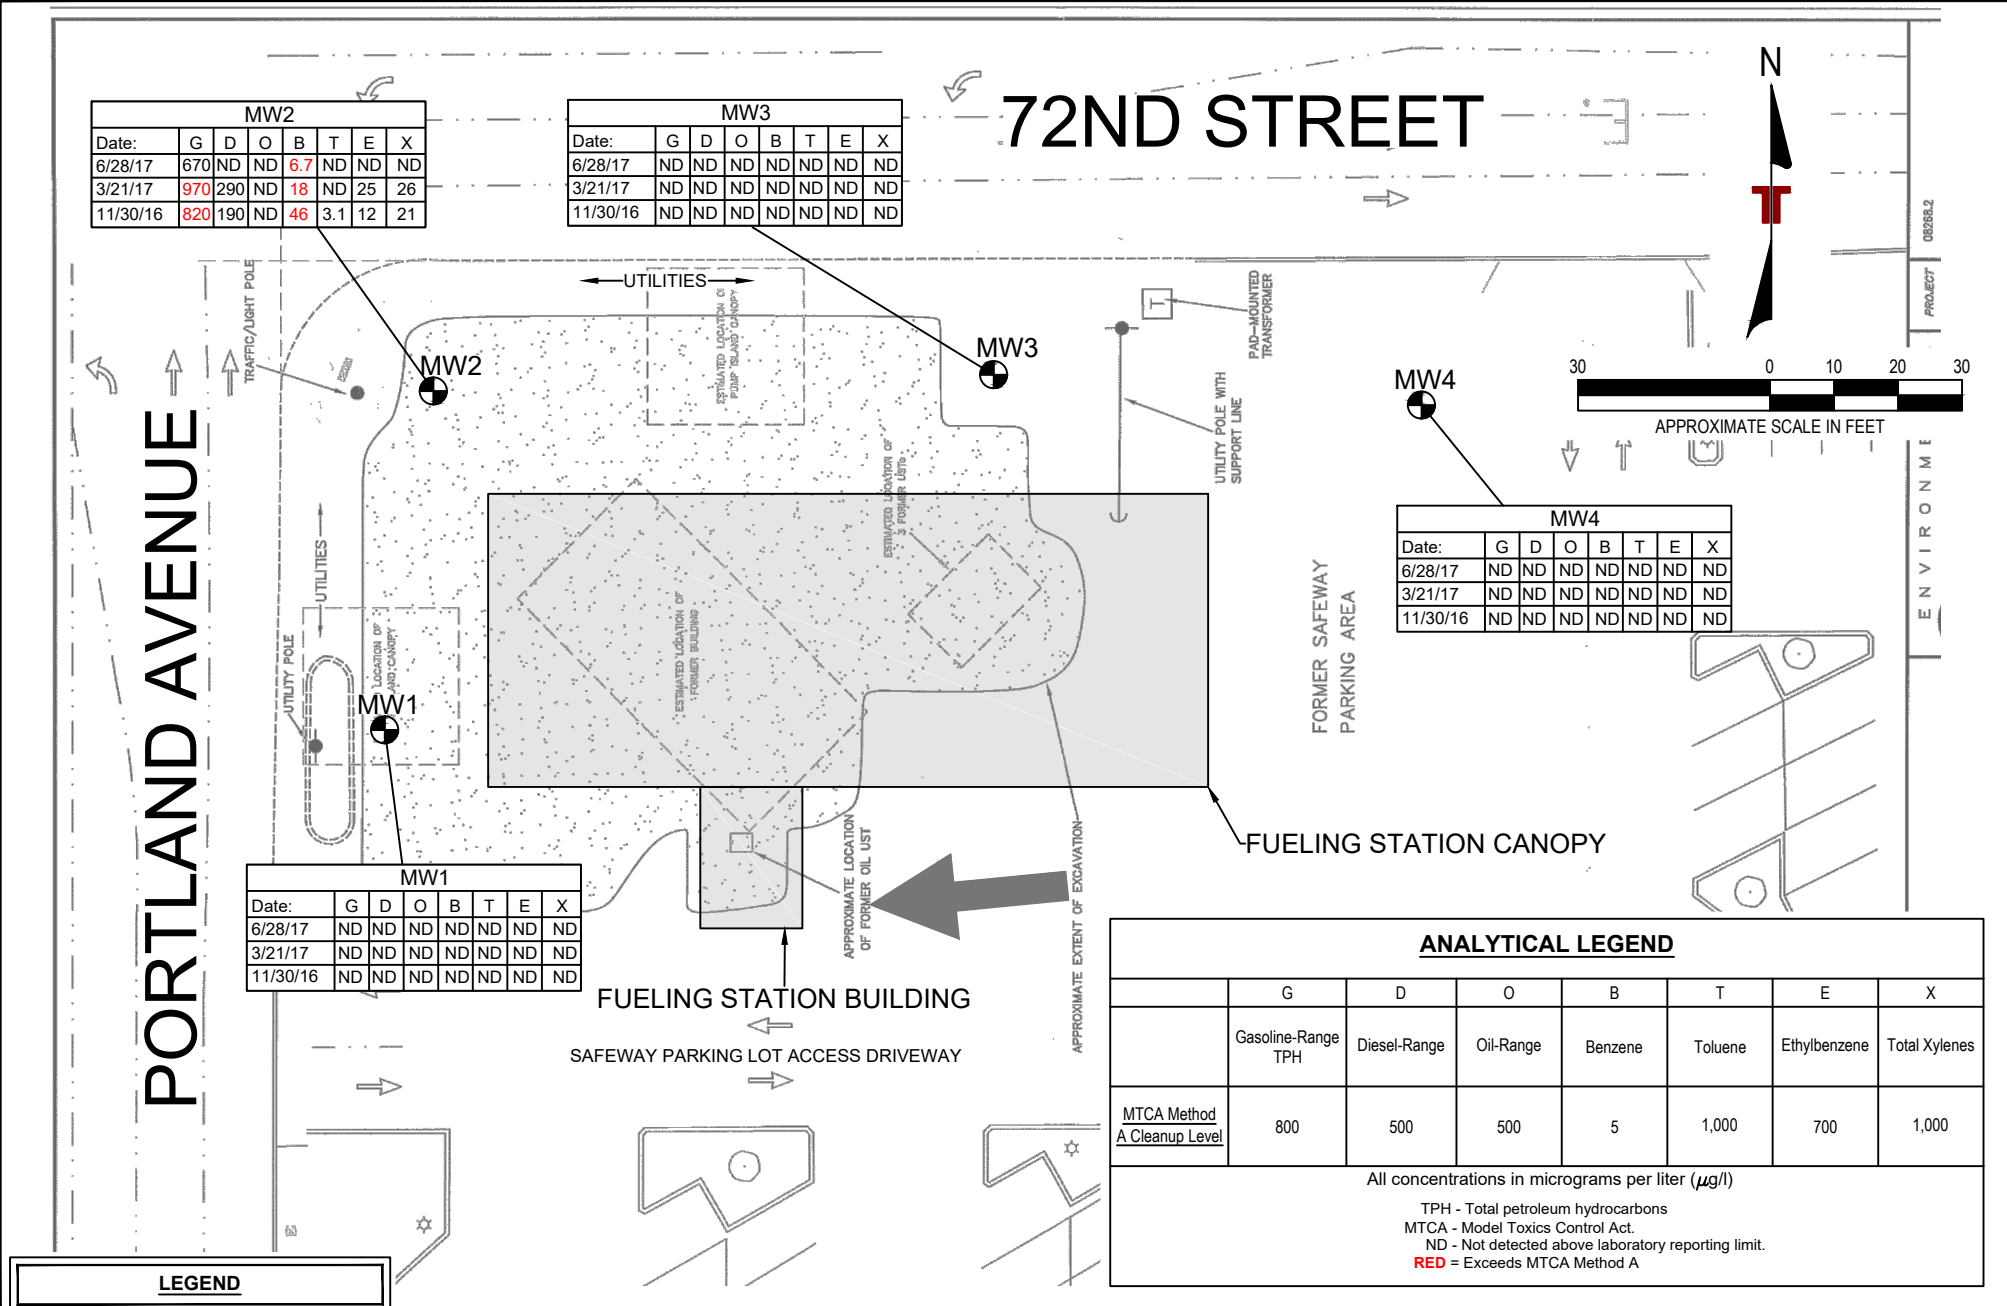 72ND STREET
N
MW2
Date: G D O B T E X
6/28/17 670 ND ND 6.7 ND ND ND
3/21/17 970 290 ND 18 ND 25 26
11/30/16 820 190 ND 46 3.1 12 21
MW3
Date: G D O B T E X
6/28/17 ND ND ND ND ND ND ND
3/21/17 ND ND ND ND ND ND ND
11/30/16 ND ND ND ND ND ND ND
08268.2
PROJECT
ENVIRONME
TRAFFIC/LIGHT POLE
UTILITIES
ESTIMATED LOCATION OF
PUMP ISLAND CANOPY
T
PAD-MOUNTED
TRANSFORMER
MW2
MW3
MW4
30 0 10 20 30
APPROXIMATE SCALE IN FEET
UTILITY POLE WITH
SUPPORT LINE
ESTIMATED LOCATION OF
3 FORMER USTs
MW4
Date: G D O B T E X
6/28/17 ND ND ND ND ND ND ND
3/21/17 ND ND ND ND ND ND ND
11/30/16 ND ND ND ND ND ND ND
PORTLAND AVENUE
UTILITIES
UTILITY POLE
LOCATION OF
AND CANOPY
ESTIMATED LOCATION OF
FORMER BUILDING
FORMER SAFEWAY
PARKING AREA
MW1
FUELING STATION CANOPY
APPROXIMATE LOCATION
OF FORMER OIL UST
APPROXIMATE EXTENT OF EXCAVATION
MW1
Date: G D O B T E X
6/28/17 ND ND ND ND ND ND ND
3/21/17 ND ND ND ND ND ND ND
11/30/16 ND ND ND ND ND ND ND
FUELING STATION BUILDING
SAFEWAY PARKING LOT ACCESS DRIVEWAY
ANALYTICAL LEGEND
G D O B T E X
Gasoline-Range
TPH
Diesel-Range Oil-Range Benzene Toluene Ethylbenzene Total Xylenes
MTCA Method
A Cleanup Level
800 500 500 5 1,000 700 1,000
All concentrations in micrograms per liter (µg/l)
TPH - Total petroleum hydrocarbons
MTCA - Model Toxics Control Act.
ND - Not detected above laboratory reporting limit.
RED = Exceeds MTCA Method A
LEGEND